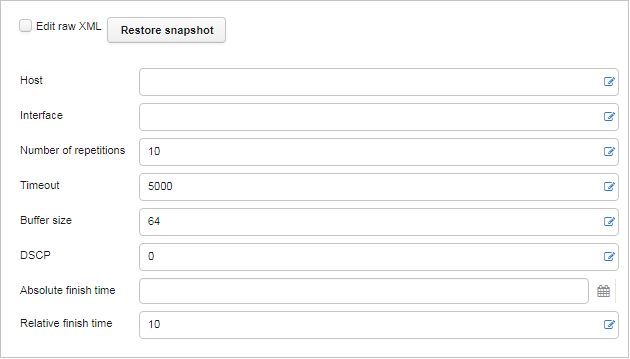 Edit raw XML Restore snapshot
Host
Interface
Number of repetitions 10
Timeout 5000
Buffer size 64
DSCP 0
Absolute finish time
Relative finish time 10